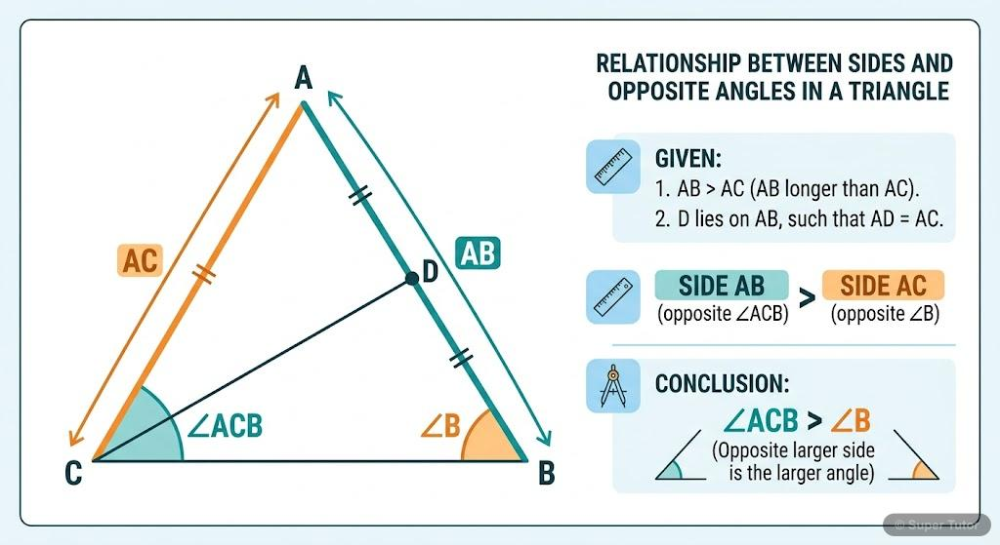 RELATIONSHIP BETWEEN SIDES AND
OPPOSITE ANGLES IN A TRIANGLE
A
AC
AB
D
∠ACB
∠B
C
B
GIVEN:
1. AB > AC (AB longer than AC).
2. D lies on AB, such that AD = AC.
SIDE AB > SIDE AC
(opposite ∠ACB) (opposite ∠B)
CONCLUSION:
∠ACB > ∠B
(Opposite larger side
is the larger angle)
© Super Tutor